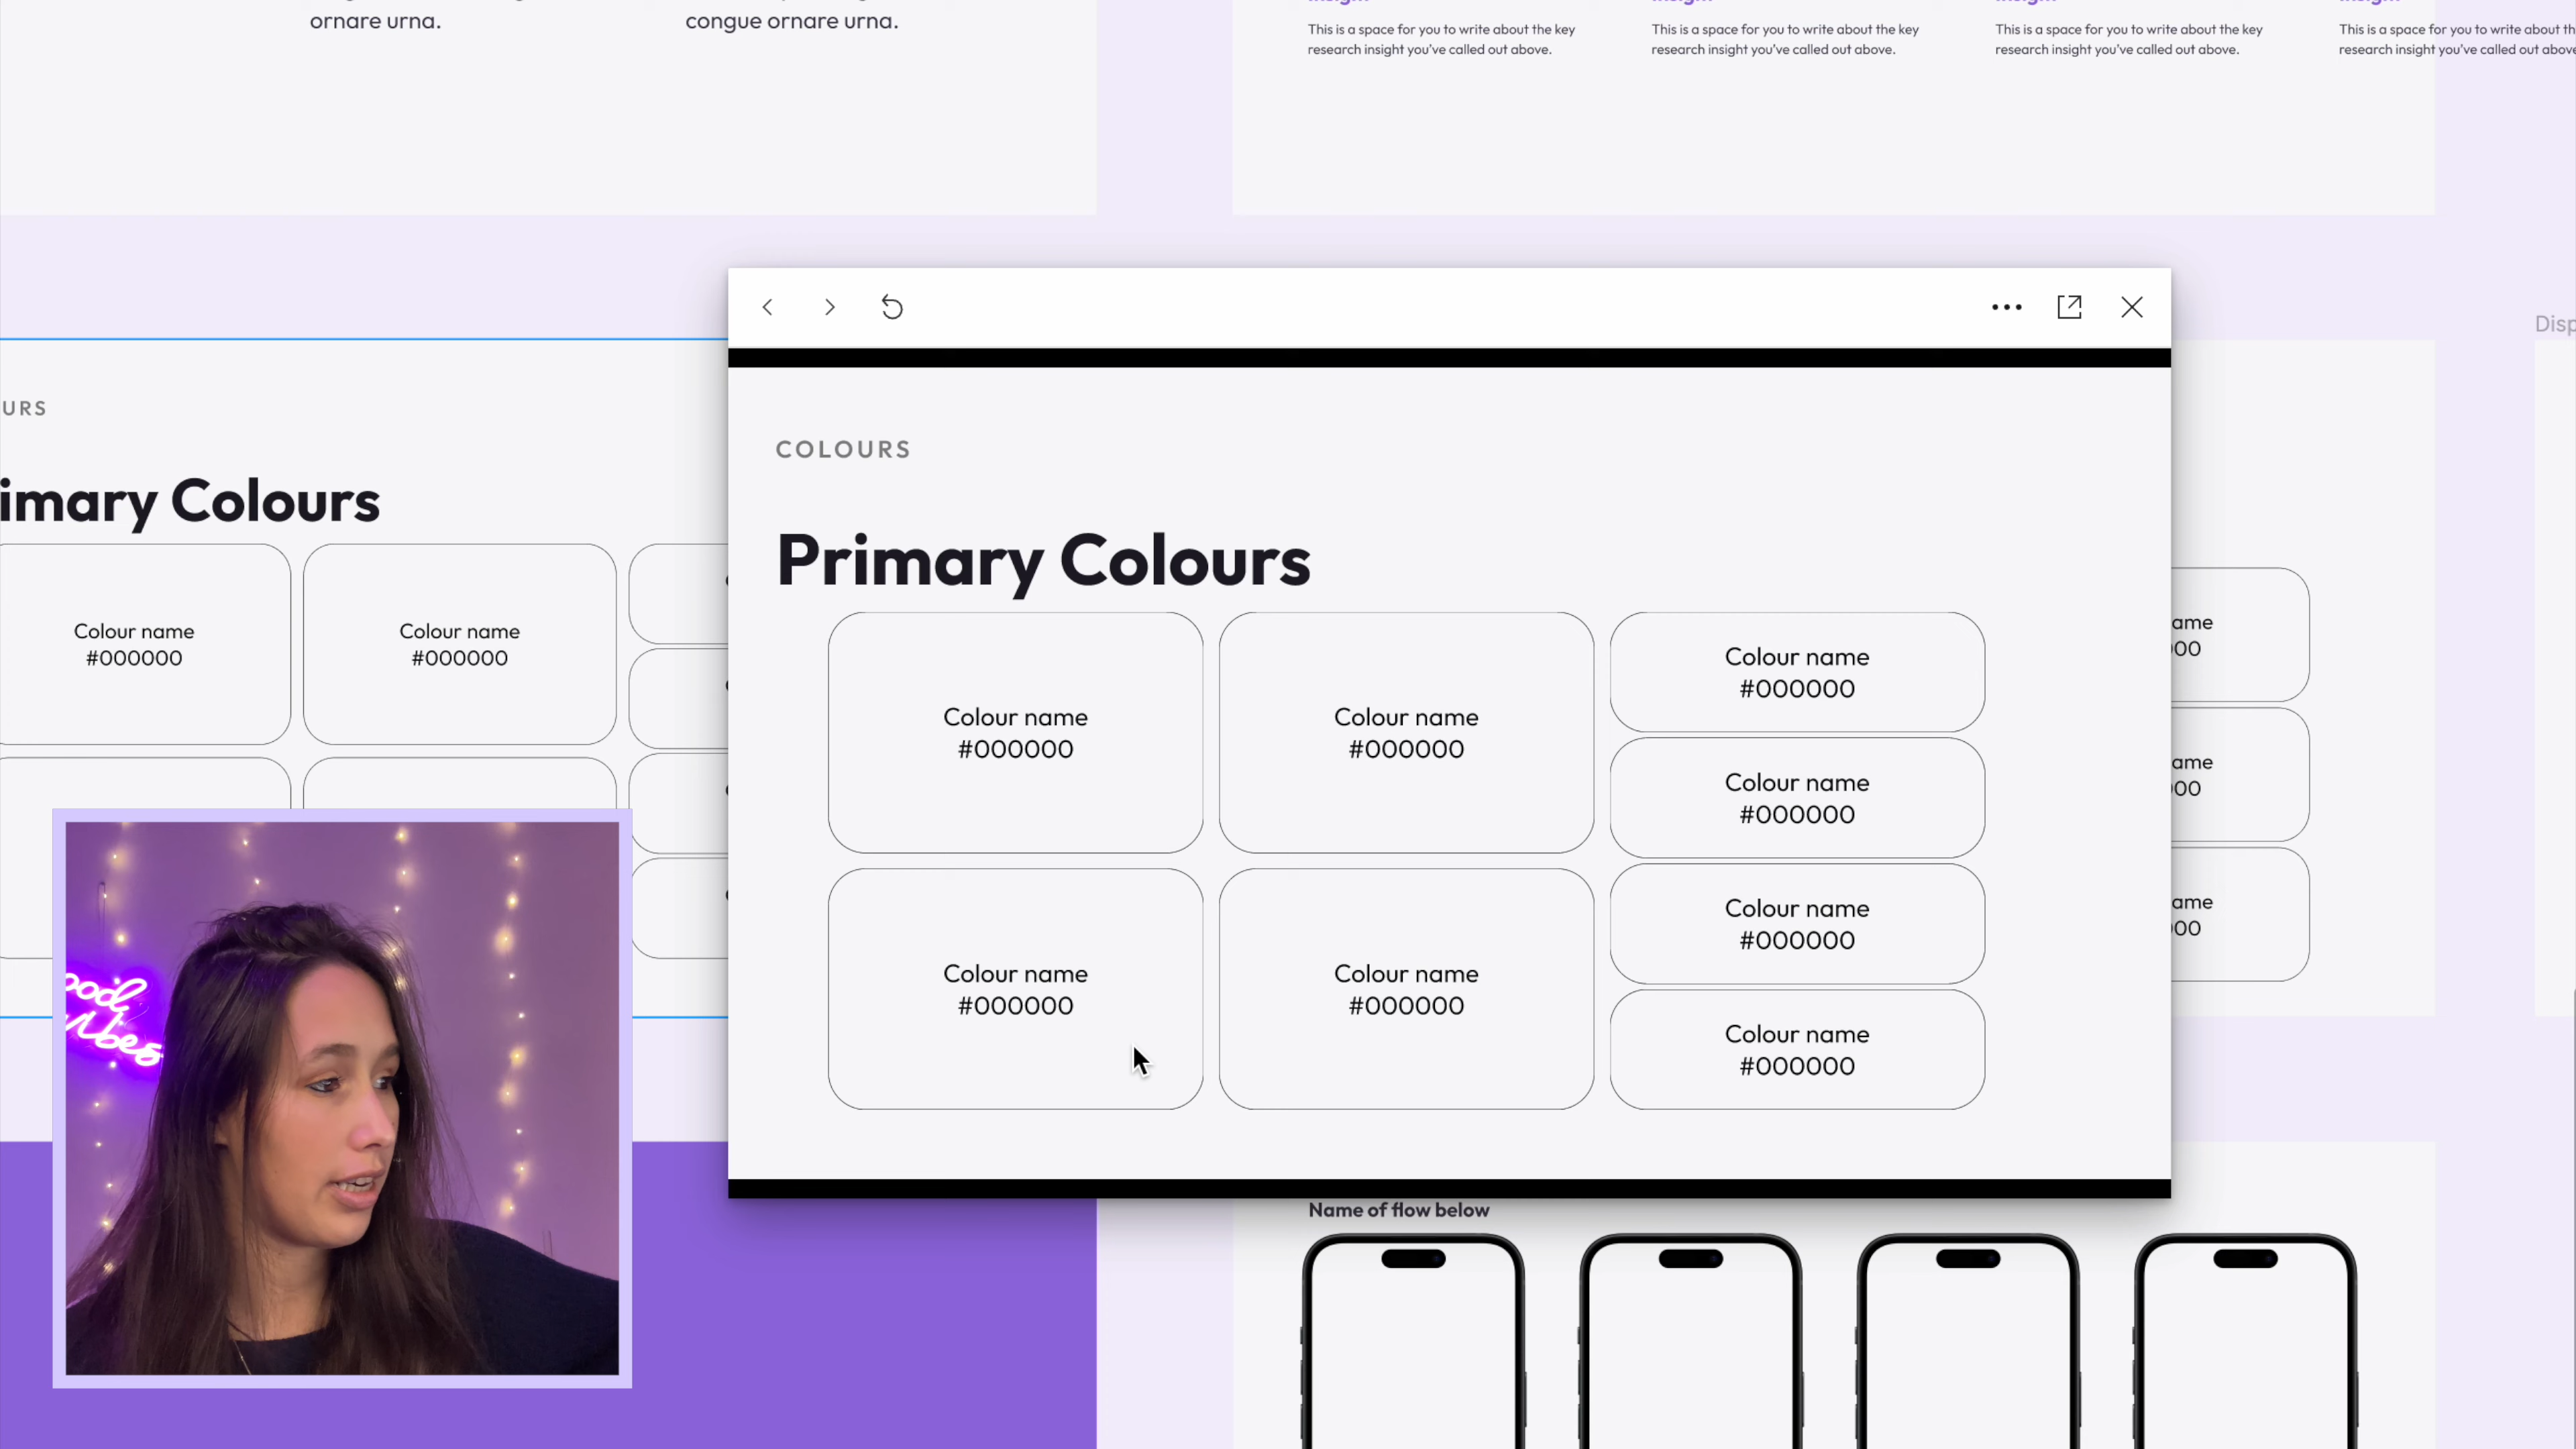 ornare urna.
congue ornare urna.
This is a space for you to write about the key
research insight you've called out above.
This is a space for you to write about the key
research insight you've called out above.
This is a space for you to write about the key
research insight you've called out above.
This is a space for you to write about
research insight you've called out
URS
imary Colours
Colour name
#000000
Colour name
#000000
COLOURS
Primary Colours
Colour name
#000000
Colour name
#000000
Colour name
#000000
Colour name
#000000
Colour name
#000000
Colour name
#000000
Colour name
#000000
Colour name
#000000
ame
00
ame
00
ame
00
Disp
ood
vibes
Name of flow below